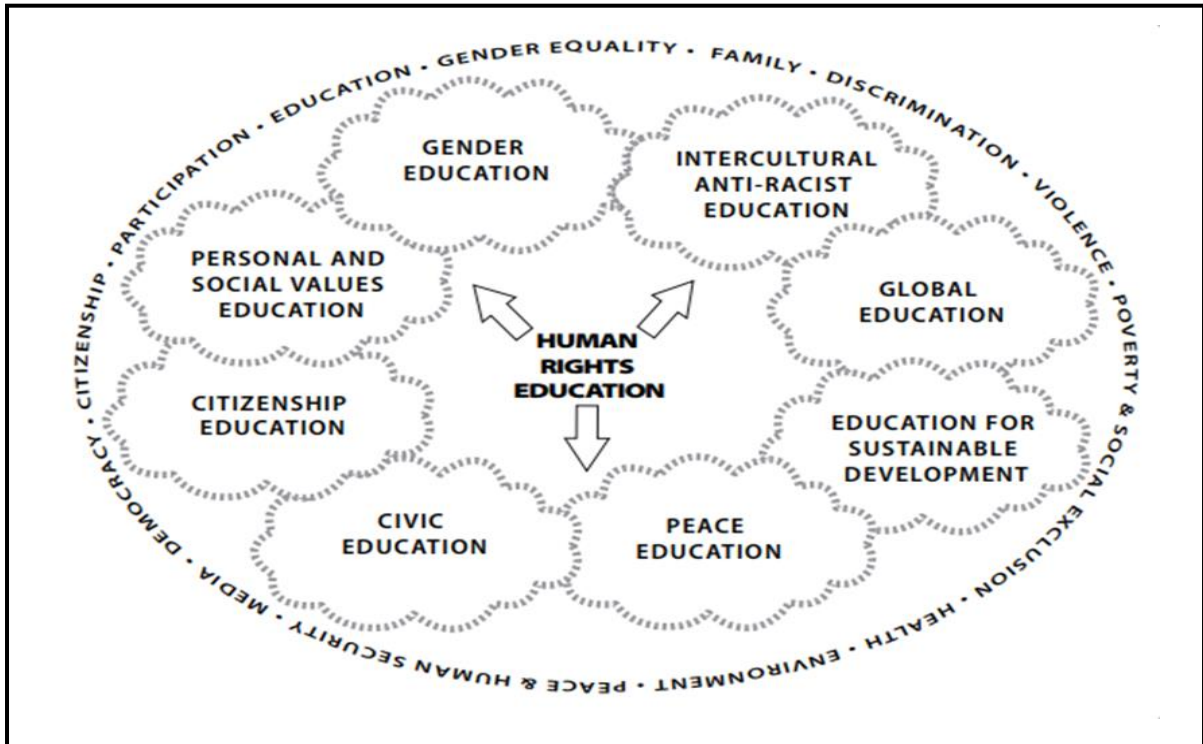 CITIZENSHIP • PARTICIPATION • EDUCATION • GENDER EQUALITY • FAMILY • DISCRIMINATION • VIOLENCE • POVERTY & SOCIAL EXCLUSION • HEALTH • ENVIRONMENT • PEACE & HUMAN SECURITY • MEDIA • DEMOCRACY •
GENDER
EDUCATION
INTERCULTURAL
ANTI-RACIST
EDUCATION
PERSONAL AND
SOCIAL VALUES
EDUCATION
GLOBAL
EDUCATION
HUMAN
RIGHTS
EDUCATION
CITIZENSHIP
EDUCATION
EDUCATION FOR
SUSTAINABLE
DEVELOPMENT
CIVIC
EDUCATION
PEACE
EDUCATION